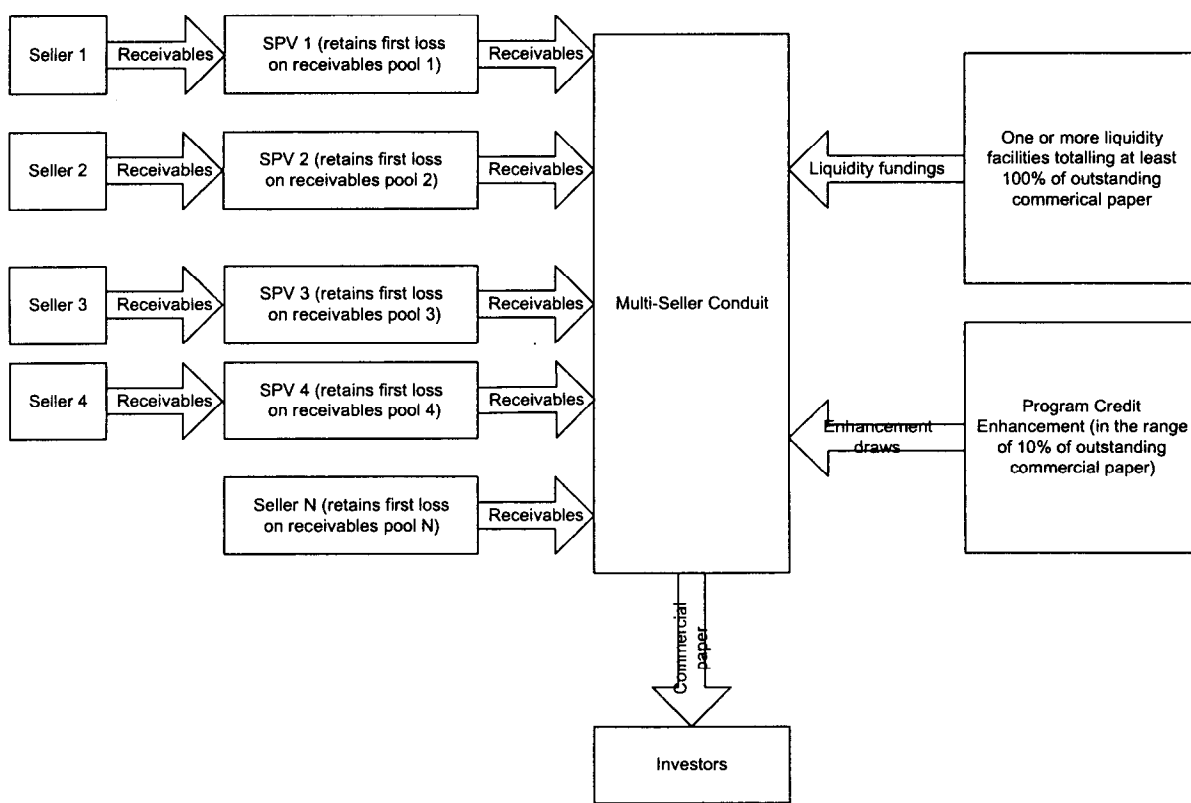 Seller 1
Receivables
SPV 1 (retains first loss
on receivables pool 1)
Receivables
Seller 2
Receivables
SPV 2 (retains first loss
on receivables pool 2)
Receivables
Seller 3
Receivables
SPV 3 (retains first loss
on receivables pool 3)
Receivables
Seller 4
Receivables
SPV 4 (retains first loss
on receivables pool 4)
Receivables
Seller N (retains first loss
on receivables pool N)
Receivables
Multi-Seller Conduit
Liquidity fundings
One or more liquidity
facilities totalling at least
100% of outstanding
commerical paper
Enhancement
draws
Program Credit
Enhancement (in the range
of 10% of outstanding
commercial paper)
Commercial
paper
Investors